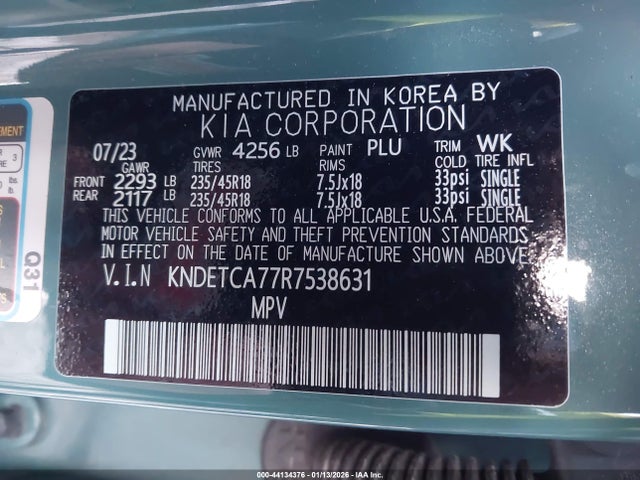 MANUFACTURED IN KOREA BY
KIA CORPORATION
07/23 GVWR 4256 LB PAINT PLU TRIM WK
GAWR TIRES RIMS COLD TIRE INFL
FRONT 2293 LB 235/45R18 7.5Jx18 33psi SINGLE
REAR 2117 LB 235/45R18 7.5Jx18 33psi SINGLE
THIS VEHICLE CONFORMS TO ALL APPLICABLE U.S.A. FEDERAL
MOTOR VEHICLE SAFETY AND THEFT PREVENTION STANDARDS
IN EFFECT ON THE DATE OF MANUFACTURE SHOWN ABOVE.
V.I.N KNDETCA77R7538631
MPV
EMENT
3
lbs.
Q31
000-44134376 - 01/13/2026 - IAA Inc.